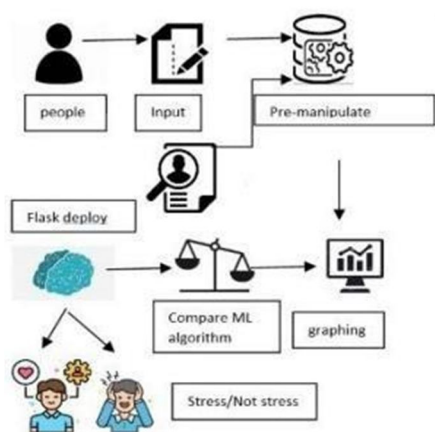 people
Input
Pre-manipulate
Flask deploy
Compare ML
algorithm
graphing
Stress/Not stress